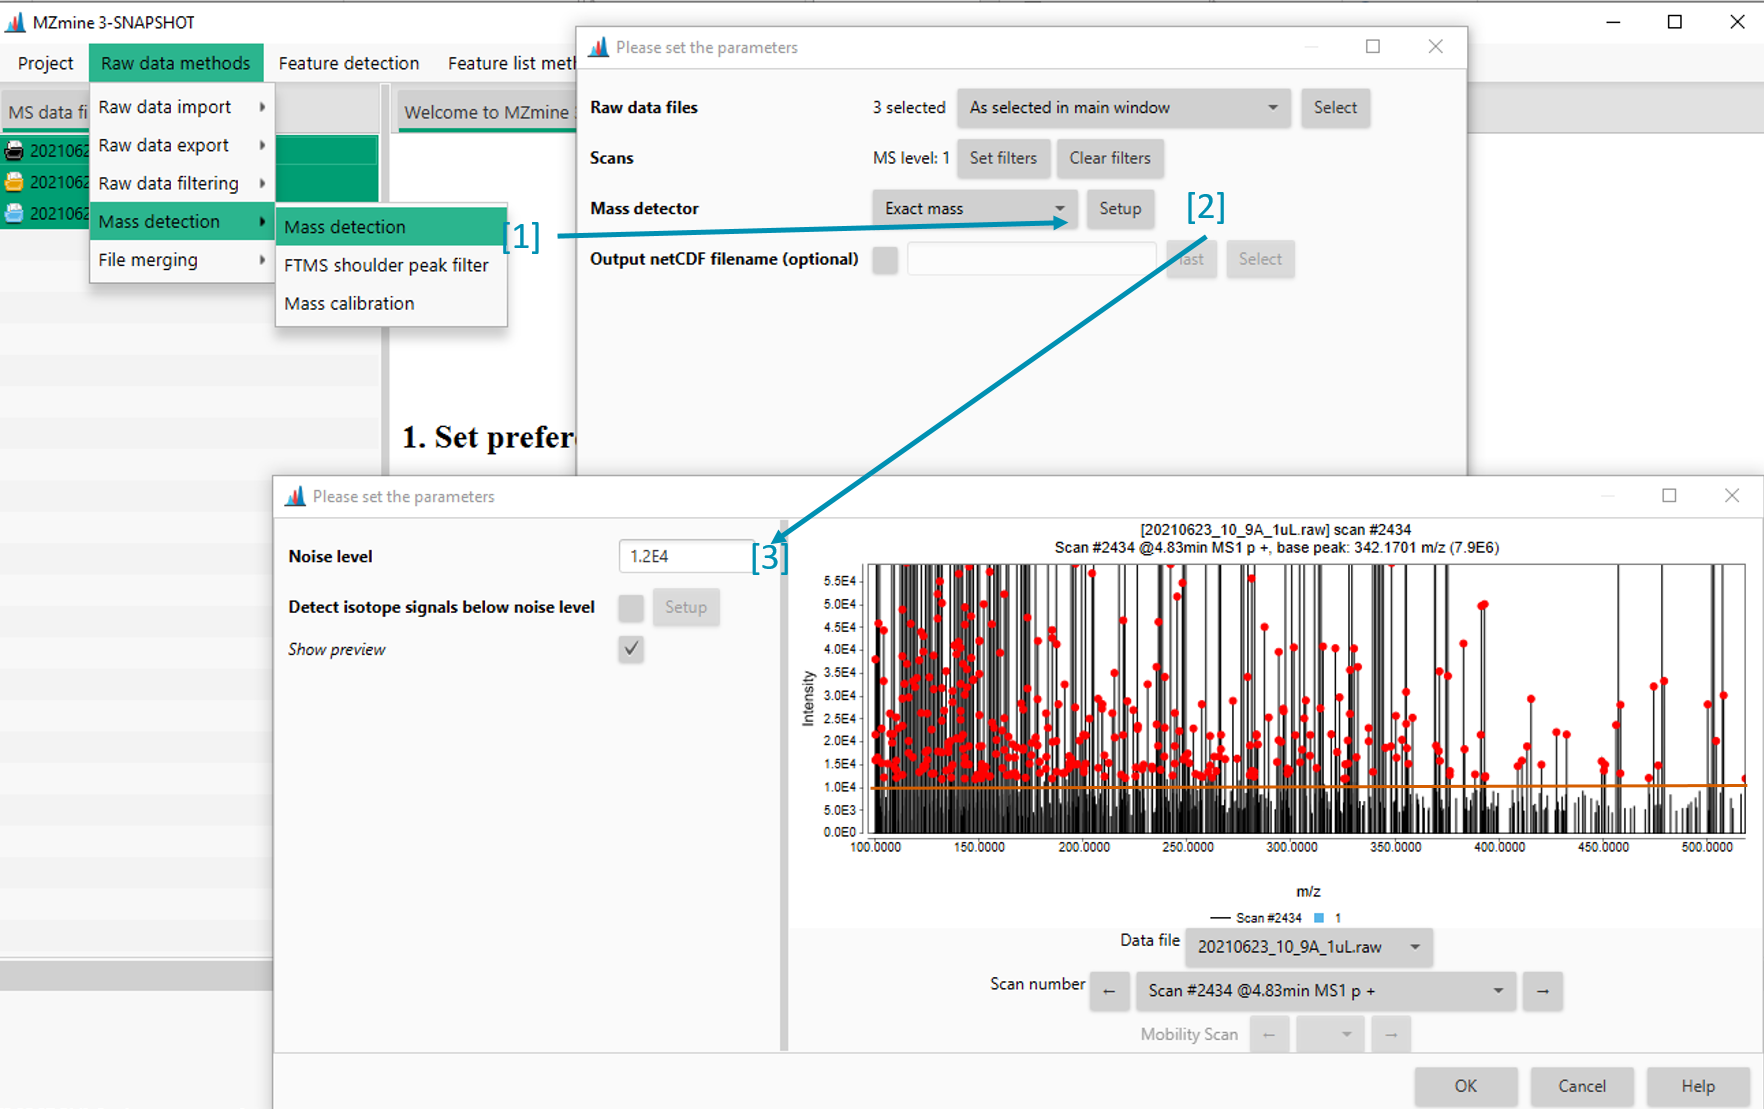 MZmine 3-SNAPSHOT
Project Raw data methods Feature detection Feature list meth
MS data fi
Welcome to MZmine
202106
202106
202106
Raw data import
Raw data export
Raw data filtering
Mass detection
File merging
Mass detection
FTMS shoulder peak filter
Mass calibration
[1]
1. Set prefer
Please set the parameters
Raw data files 3 selected As selected in main window Select
Scans MS level: 1 Set filters Clear filters
Mass detector Exact mass Setup [2]
Output netCDF filename (optional) last Select
Please set the parameters
Noise level 1.2E4 [3]
Detect isotope signals below noise level Setup
Show preview
[20210623_10_9A_1uL.raw] scan #2434
Scan #2434 @4.83min MS1 p +, base peak: 342.1701 m/z (7.9E6)
Intensity
5.5E4
5.0E4
4.5E4
4.0E4
3.5E4
3.0E4
2.5E4
2.0E4
1.5E4
1.0E4
5.0E3
0.0E0
100.0000 150.0000 200.0000 250.0000 300.0000 350.0000 400.0000 450.0000 500.0000
m/z
Scan #2434 1
Data file 20210623_10_9A_1uL.raw
Scan number ← Scan #2434 @4.83min MS1 p + →
Mobility Scan ← →
OK Cancel Help